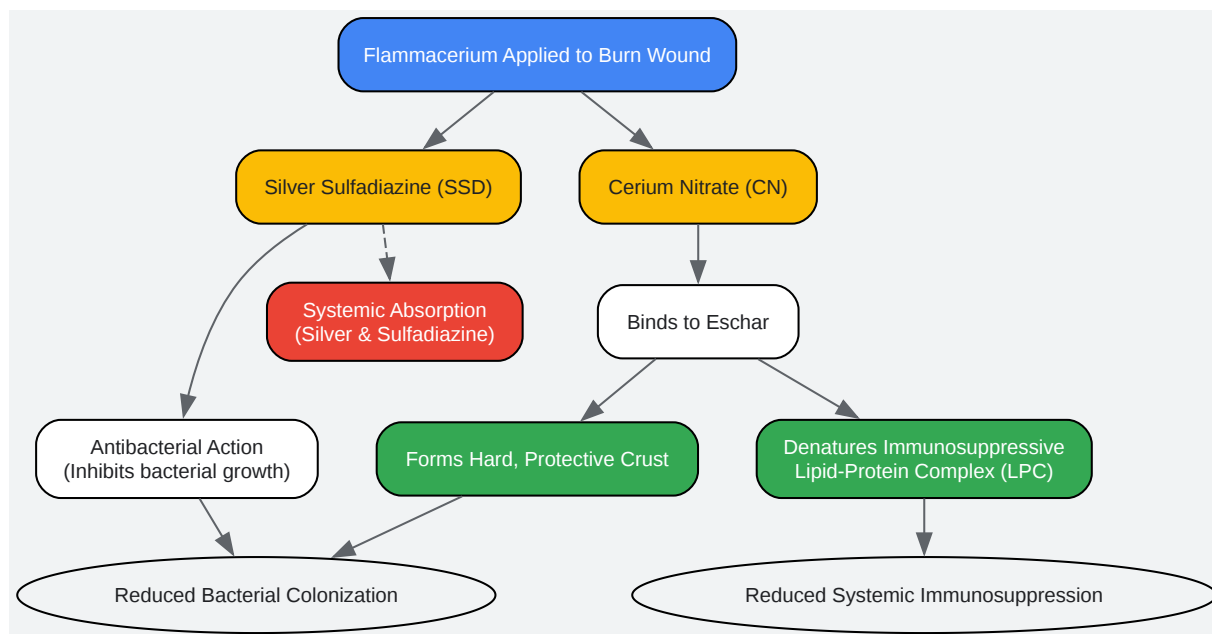 Flammacerium Applied to Burn Wound
Silver Sulfadiazine (SSD)
Cerium Nitrate (CN)
Systemic Absorption
(Silver & Sulfadiazine)
Binds to Eschar
Antibacterial Action
(Inhibits bacterial growth)
Forms Hard, Protective Crust
Denatures Immunosuppressive
Lipid-Protein Complex (LPC)
Reduced Bacterial Colonization
Reduced Systemic Immunosuppression